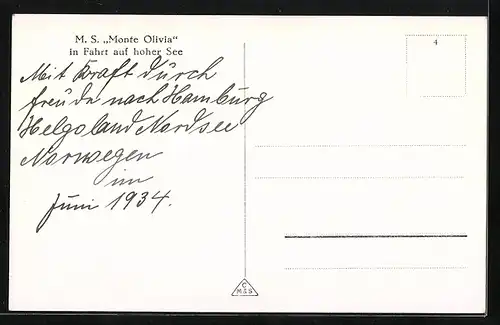 M. S. „Monte Olivia"
in Fahrt auf hoher See
Mit Kraft durch
freude nach Hamburg
Helgoland Nordsee
Norwegen
im
Juni 1934.
4
C
M&S